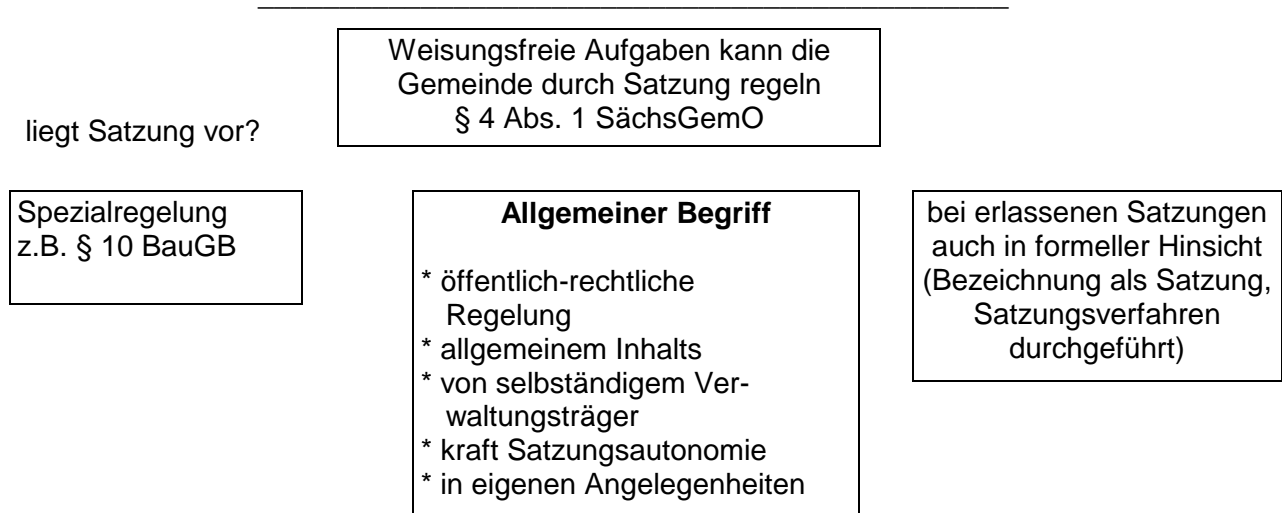 Weisungsfreie Aufgaben kann die
Gemeinde durch Satzung regeln
§ 4 Abs. 1 SächsGemO
liegt Satzung vor?
Spezialregelung
z.B. § 10 BauGB
Allgemeiner Begriff
* öffentlich-rechtliche
Regelung
* allgemeinem Inhalts
* von selbständigem Ver-
waltungsträger
* kraft Satzungsautonomie
* in eigenen Angelegenheiten
bei erlassenen Satzungen
auch in formeller Hinsicht
(Bezeichnung als Satzung,
Satzungsverfahren
durchgeführt)